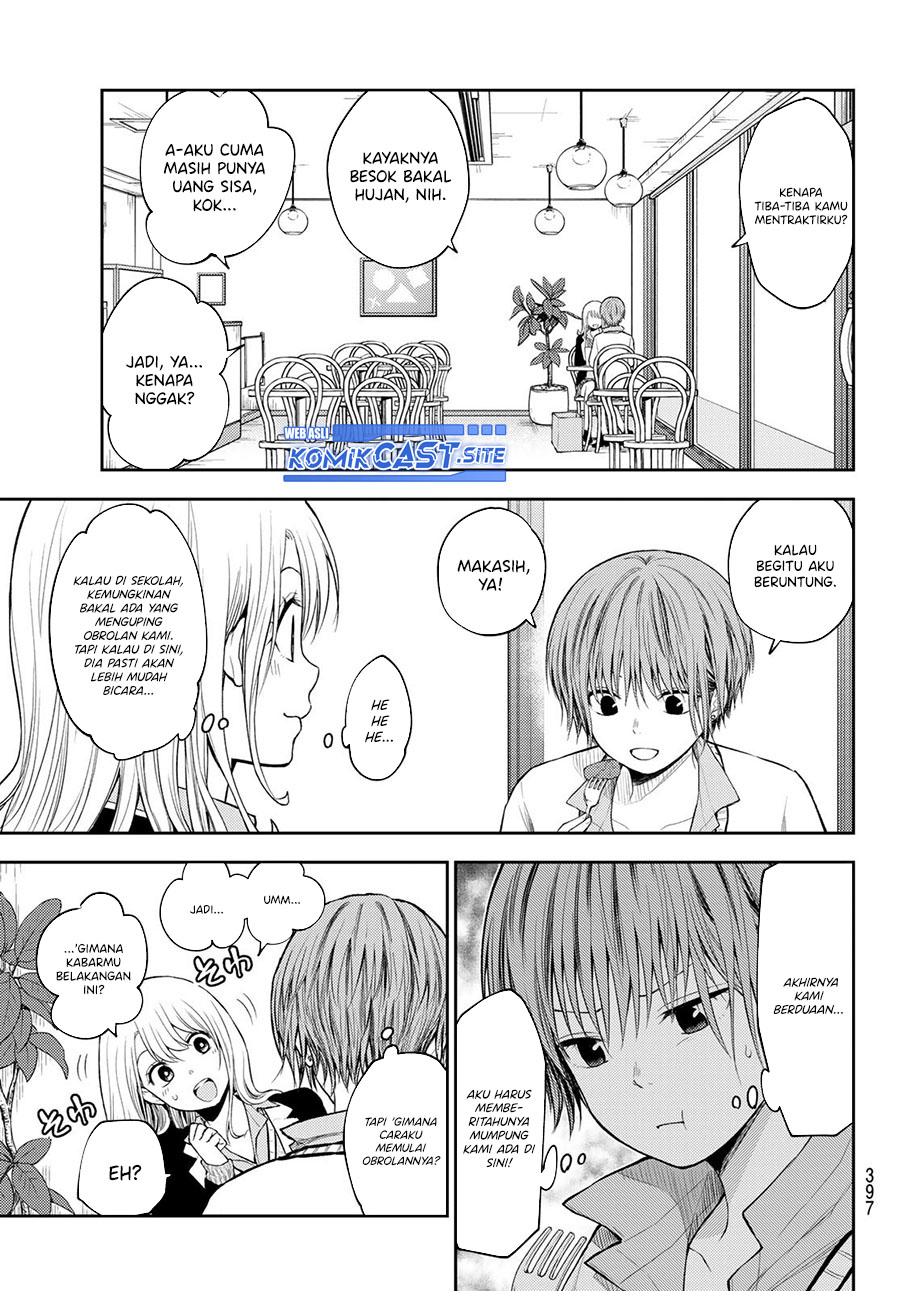 KENAPA
TIBA-TIBA KAMU
MENTRAKTIRKU?
KAYAKNYA
BESOK BAKAL
HUJAN, NIH.
A-AKU CUMA
MASIH PUNYA
UANG SISA,
KOK...
JADI, YA...
KENAPA
NGGAK?
WEB ASLI
KOMIKCAST.SITE
KALAU
BEGITU AKU
BERUNTUNG.
MAKASIH,
YA!
HE
HE
HE...
KALAU DI SEKOLAH,
KEMUNGKINAN
BAKAL ADA YANG
MENGUPING
OBROLAN KAMI.
TAPI KALAU DI SINI,
DIA PASTI AKAN
LEBIH MUDAH
BICARA...
AKHIRNYA
KAMI
BERDUAAN...
AKU HARUS
MEMBE-
RITAHUNYA
MUMPUNG
KAMI ADA DI
SINI!
UMM...
JADI...
...'GIMANA
KABARMU
BELAKANGAN
INI?
そわ
そわ
TAPI 'GIMANA
CARAKU
MEMULAI
OBROLANNYA?
EH?
397